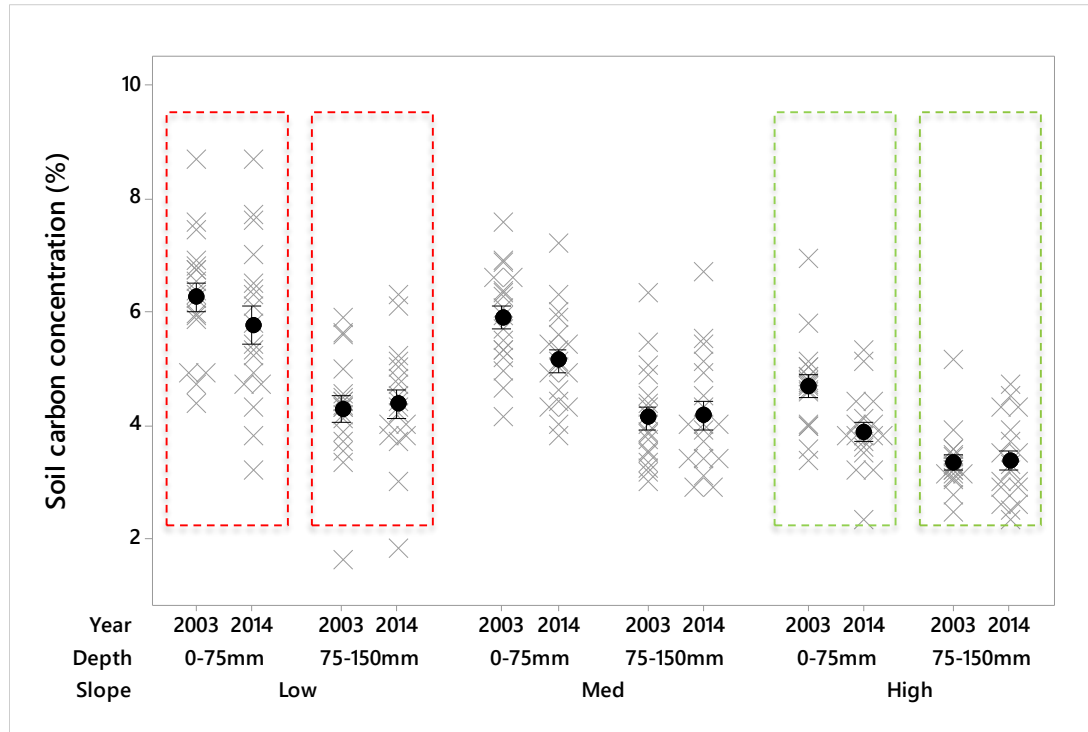 Soil carbon concentration (%)
10
8
6
4
2
Year 2003 2014 2003 2014 2003 2014 2003 2014 2003 2014 2003 2014
Depth 0-75mm 75-150mm 0-75mm 75-150mm 0-75mm 75-150mm
Slope Low Med High